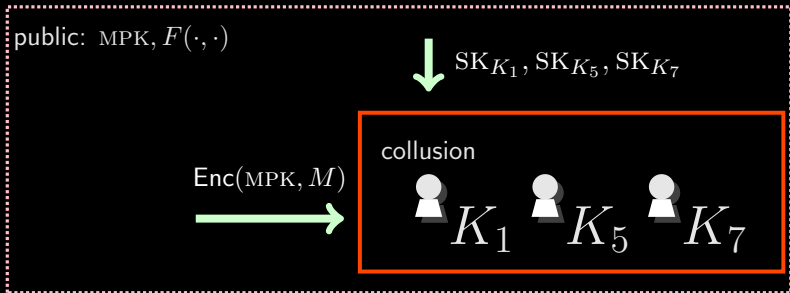 public: MPK, F(·, ·)
SK_{K_1}, SK_{K_5}, SK_{K_7}
collusion
Enc(MPK, M)
K_1 K_5 K_7